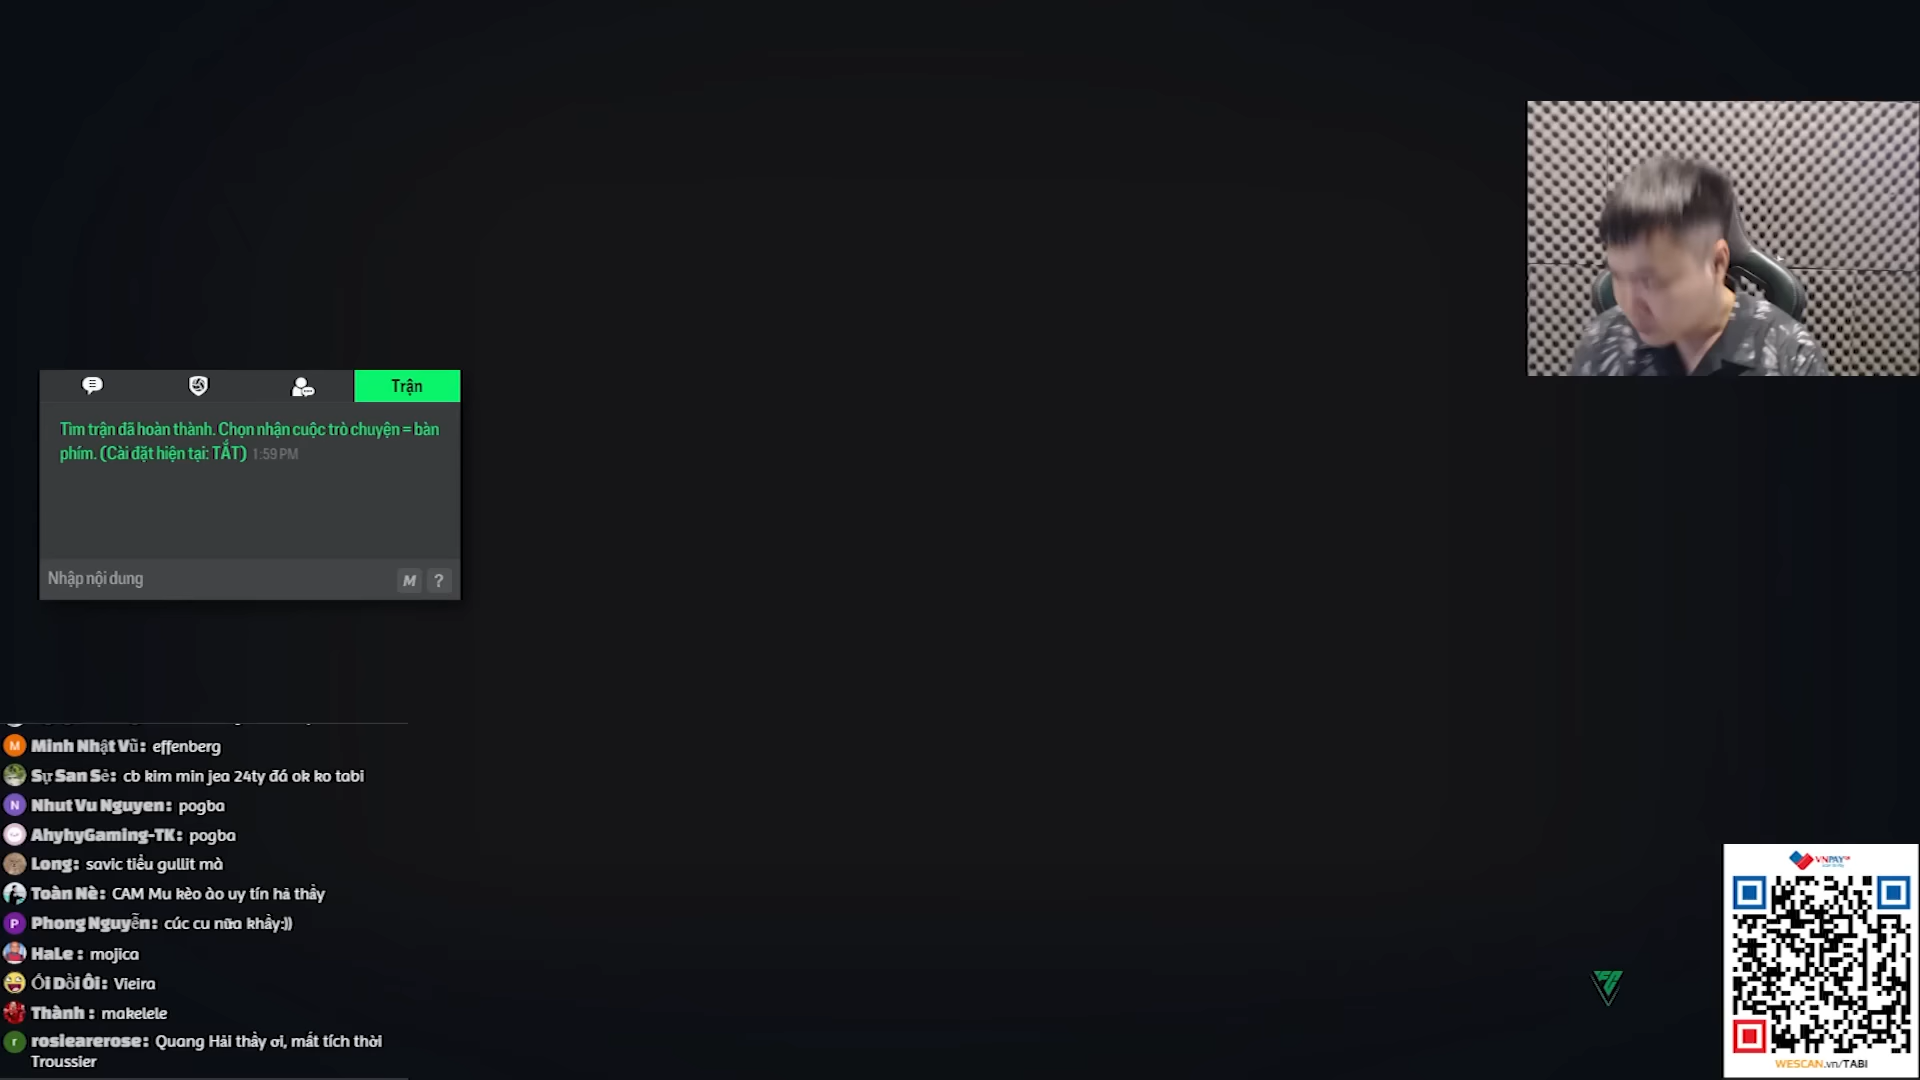 Trận
Tìm trận đã hoàn thành. Chọn nhận cuộc trò chuyện = bàn
phím. (Cài đặt hiện tại: TẮT) 1:59 PM
Nhập nội dung
M ?
Minh Nhật Vũ: effenberg
Sự San Sẻ: cb kim min jea 24ty đá ok ko tabi
N Nhut Vu Nguyen: pogba
AhyhyGaming-TK: pogba
Long: savic tiểu gullit mà
Toàn Nè: CAM Mu kèo ào uy tín hả thầy
P Phong Nguyễn: cúc cu nữa khầy:))
HaLe : mojica
Ối Dồi Ôi: Vieira
Thành : makelele
r rosiearerose: Quang Hải thầy ơi, mất tích thời
Troussier
VNPAY
WESCAN.vn/TABI